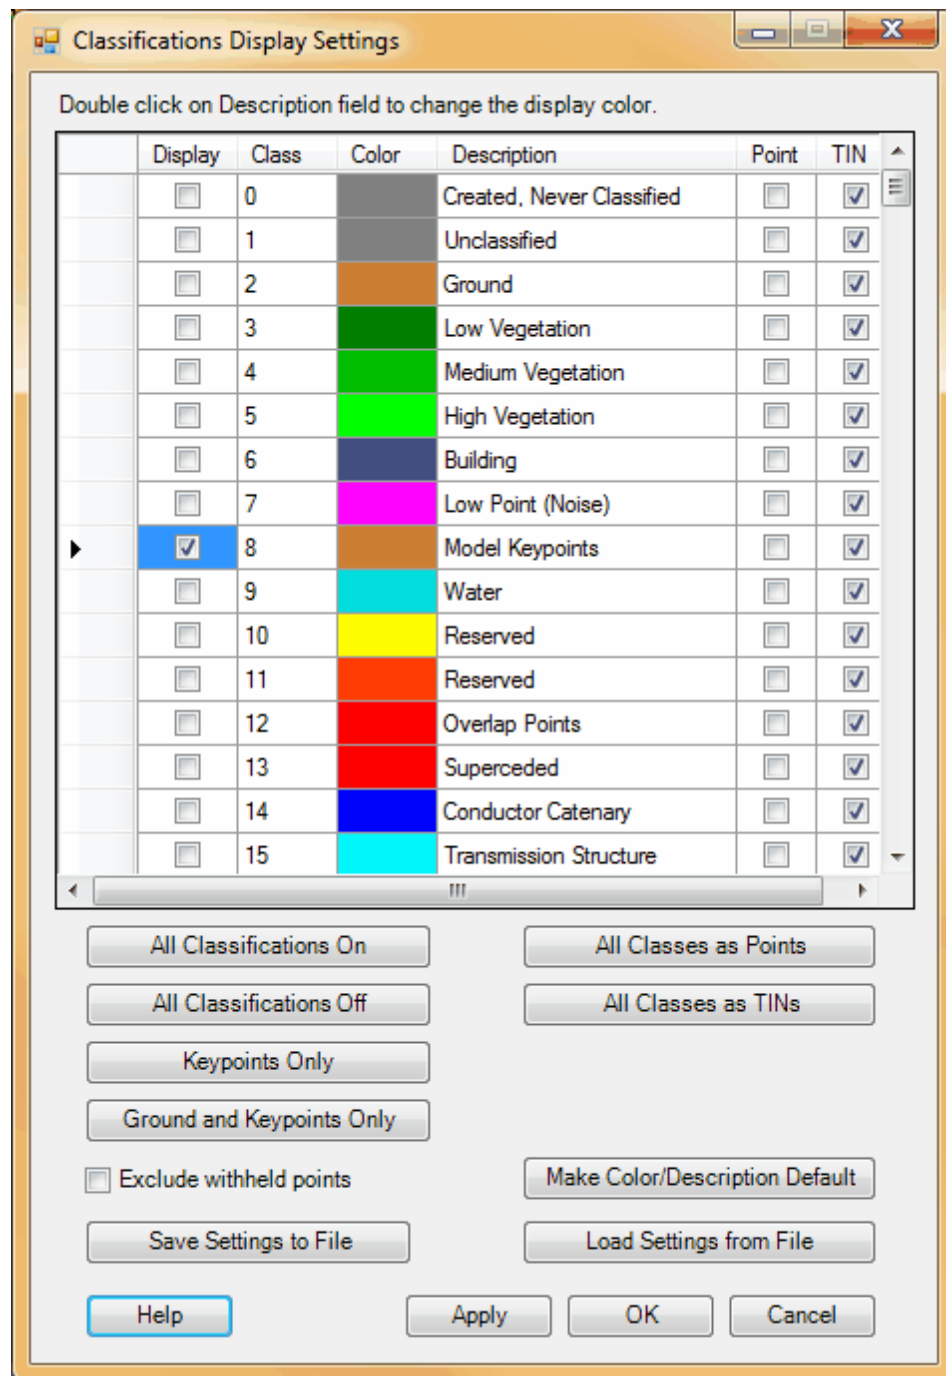 Classifications Display Settings
Double click on Description field to change the display color.
Display Class Color Description Point TIN
0 Created, Never Classified
1 Unclassified
2 Ground
3 Low Vegetation
4 Medium Vegetation
5 High Vegetation
6 Building
7 Low Point (Noise)
8 Model Keypoints
9 Water
10 Reserved
11 Reserved
12 Overlap Points
13 Superceded
14 Conductor Catenary
15 Transmission Structure
All Classifications On All Classes as Points
All Classifications Off All Classes as TINs
Keypoints Only
Ground and Keypoints Only
Exclude withheld points Make Color/Description Default
Save Settings to File Load Settings from File
Help Apply OK Cancel